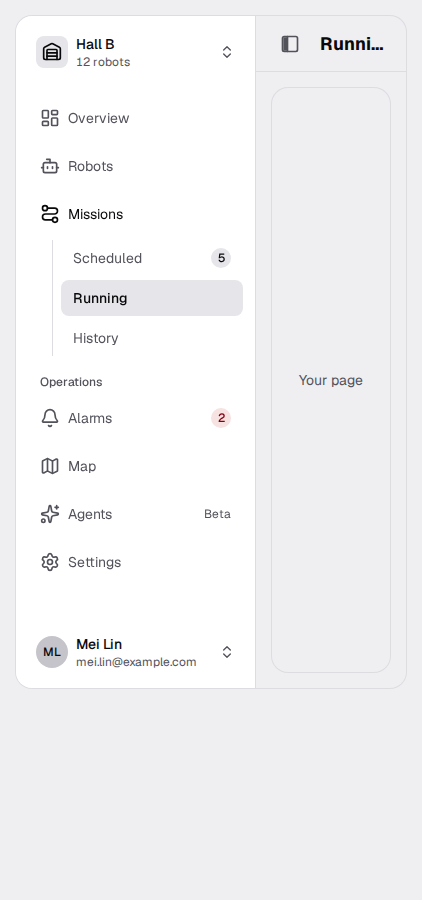 Hall B
12 robots
Overview
Robots
Missions
Scheduled 5
Running
History
Operations
Alarms 2
Map
Agents Beta
Settings
ML
Mei Lin
mei.lin@example.com
Runni...
Your page